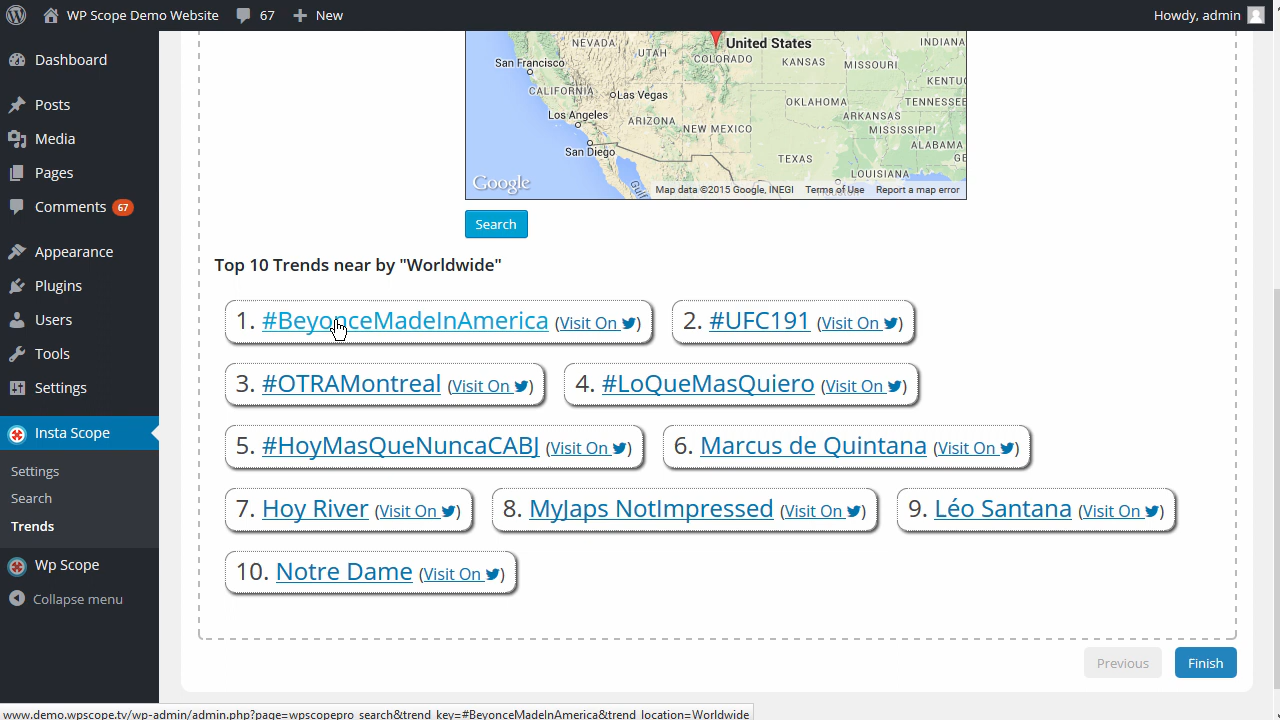 WP Scope Demo Website 67 New Howdy, admin
Dashboard
Posts
Media
Pages
Comments 67
Appearance
Plugins
Users
Tools
Settings
Insta Scope
Settings
Search
Trends
Wp Scope
Collapse menu
NEVADA
UTAH
United States
COLORADO
KANSAS
MISSOURI
INDIANA
San Francisco
CALIFORNIA
Las Vegas
KENTUC
Los Angeles
ARIZONA
NEW MEXICO
OKLAHOMA
ARKANSAS
TENNESSEE
MISSISSIPPI
San Diego
TEXAS
ALABAMA
GE
LOUISIANA
Gulf
Google
Map data ©2015 Google, INEGI Terms of Use Report a map error
Search
Top 10 Trends near by "Worldwide"
1. #BeyonceMadeInAmerica (Visit On )
2. #UFC191 (Visit On )
3. #OTRAMontreal (Visit On )
4. #LoQueMasQuiero (Visit On )
5. #HoyMasQueNuncaCABJ (Visit On )
6. Marcus de Quintana (Visit On )
7. Hoy River (Visit On )
8. MyJaps NotImpressed (Visit On )
9. Léo Santana (Visit On )
10. Notre Dame (Visit On )
Previous
Finish
www.demo.wpscope.tv/wp-admin/admin.php?page=wpscopepro_search&trend_key=#BeyonceMadeInAmerica&trend_location=Worldwide